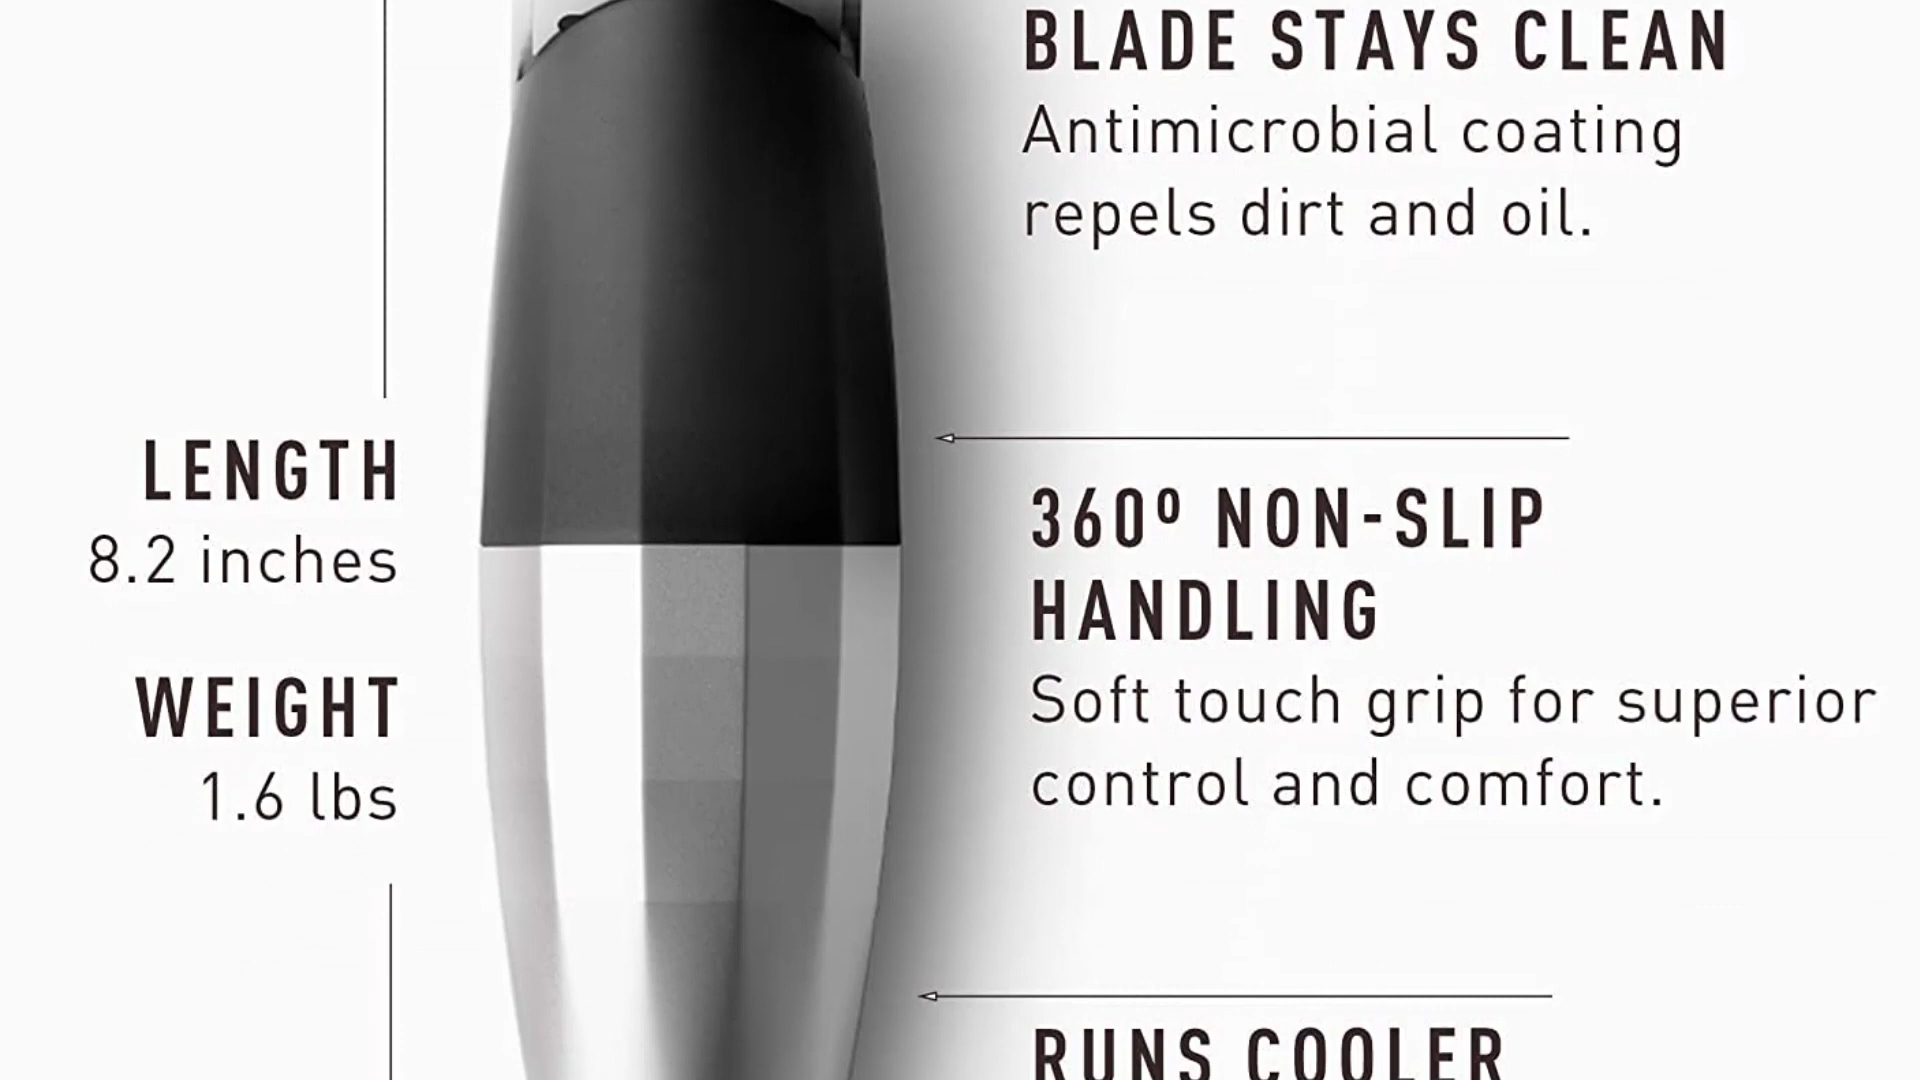 BLADE STAYS CLEAN
Antimicrobial coating
repels dirt and oil.
LENGTH
8.2 inches
WEIGHT
1.6 lbs
360º NON-SLIP
HANDLING
Soft touch grip for superior
control and comfort.
RUNS COOLER